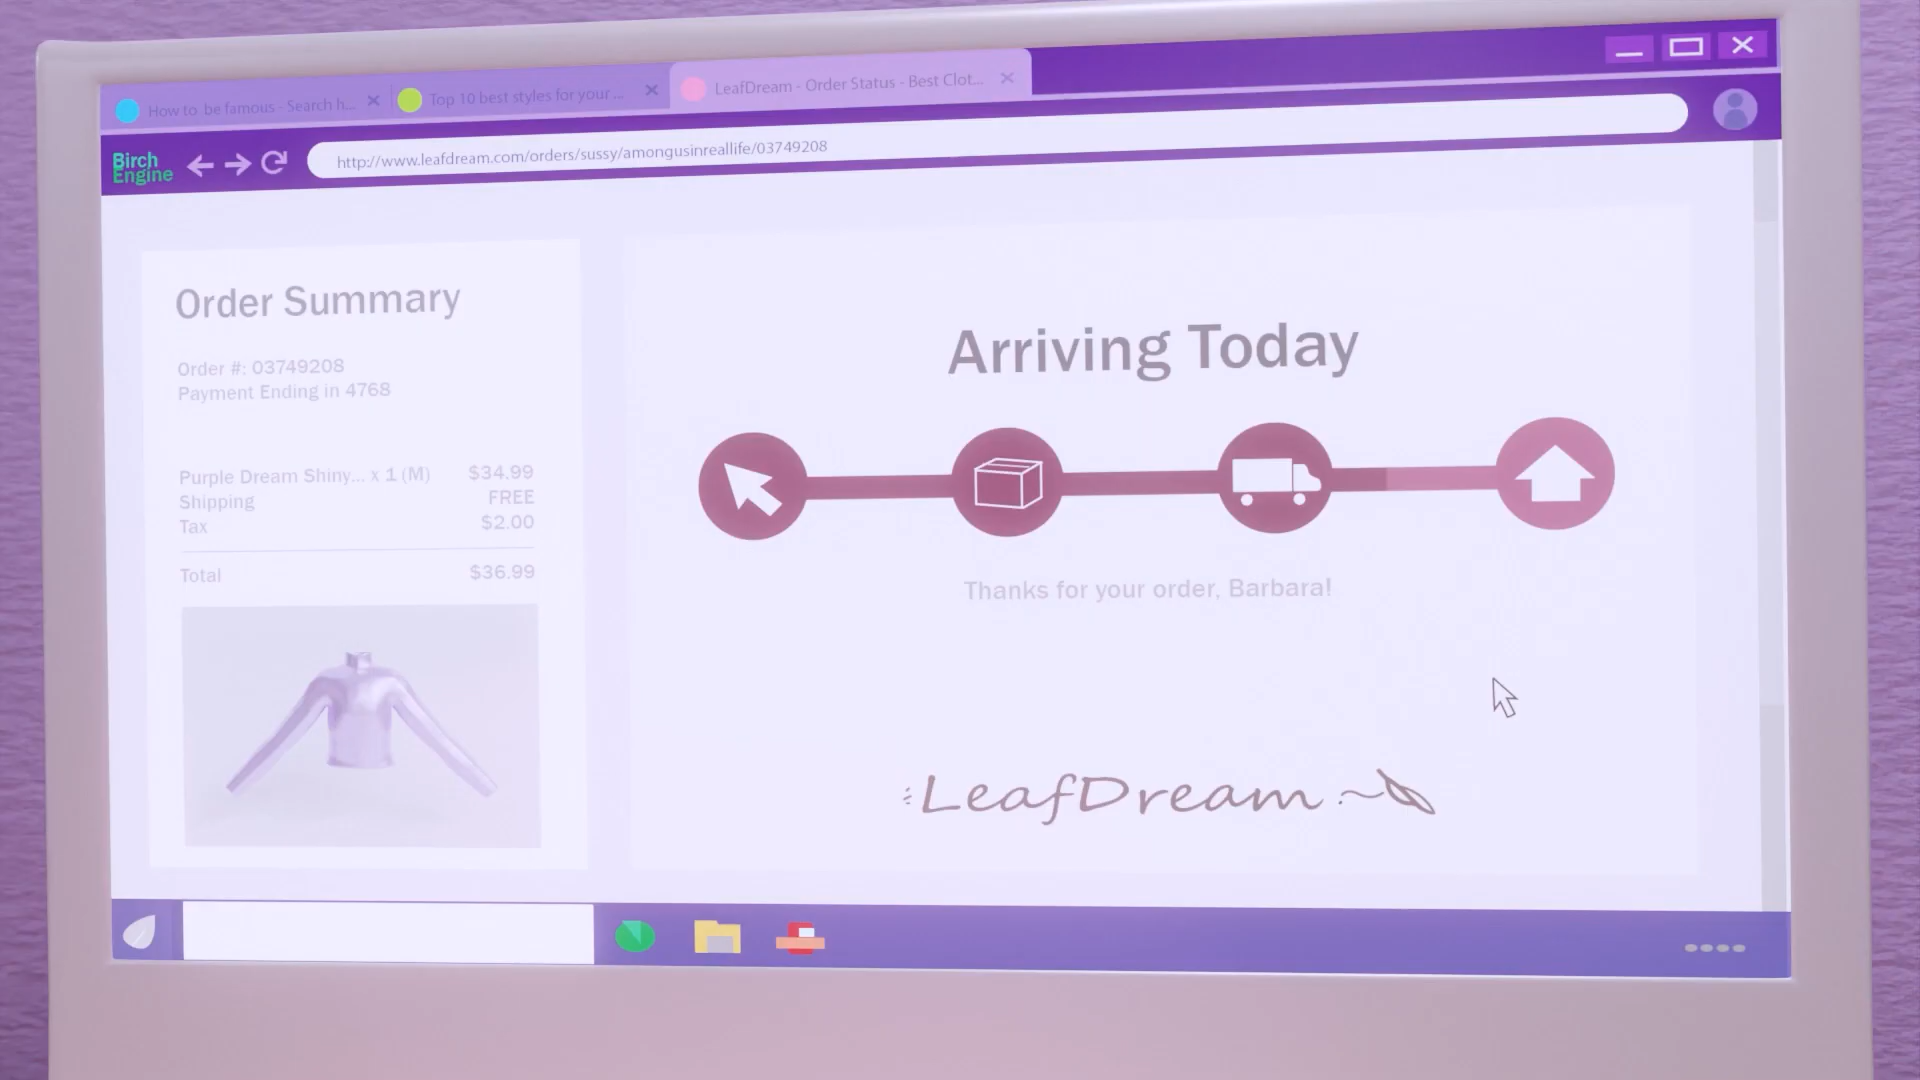 How to be famous - Search h...
Top 10 best styles for your ...
LeafDream - Order Status - Best Clot...
Birch
Engine
http://www.leafdream.com/orders/sussy/amongusinreallife/03749208
Order Summary
Order #: 03749208
Payment Ending in 4768
Purple Dream Shiny... x 1 (M) $34.99
Shipping FREE
Tax $2.00
Total $36.99
Arriving Today
Thanks for your order, Barbara!
LeafDream